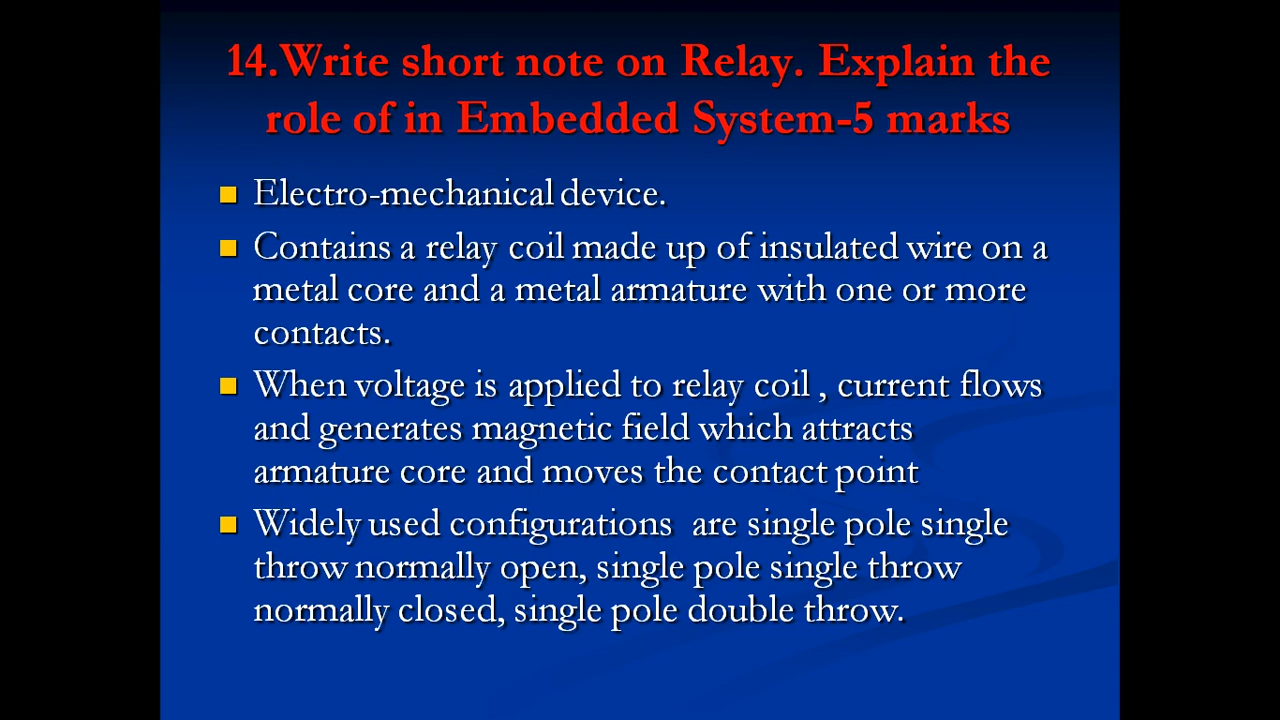 14.Write short note on Relay. Explain the
role of in Embedded System-5 marks
Electro-mechanical device.
Contains a relay coil made up of insulated wire on a
metal core and a metal armature with one or more
contacts.
When voltage is applied to relay coil , current flows
and generates magnetic field which attracts
armature core and moves the contact point
Widely used configurations  are single pole single
throw normally open, single pole single throw
normally closed, single pole double throw.